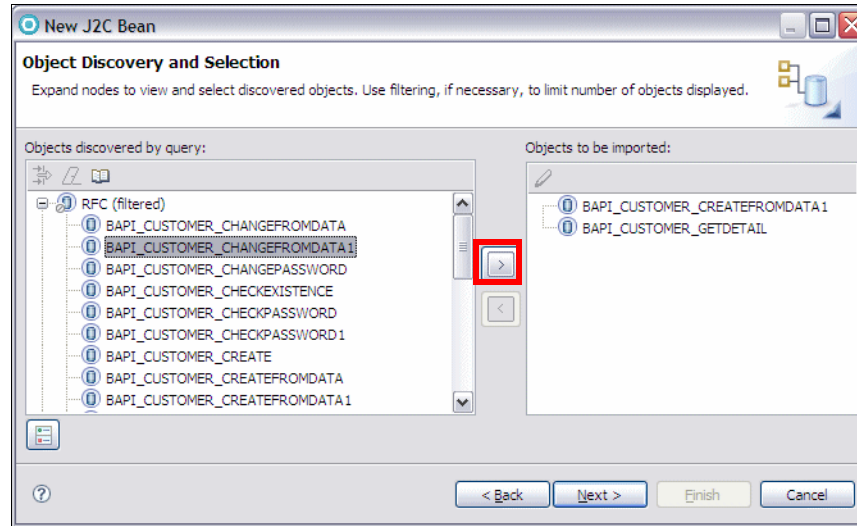 New J2C Bean
Object Discovery and Selection
Expand nodes to view and select discovered objects. Use filtering, if necessary, to limit number of objects displayed.
Objects discovered by query:
RFC (filtered)
BAPI_CUSTOMER_CHANGEFROMDATA
BAPI_CUSTOMER_CHANGEFROMDATA1
BAPI_CUSTOMER_CHANGEPASSWORD
BAPI_CUSTOMER_CHECKEXISTENCE
BAPI_CUSTOMER_CHECKPASSWORD
BAPI_CUSTOMER_CHECKPASSWORD1
BAPI_CUSTOMER_CREATE
BAPI_CUSTOMER_CREATEFROMDATA
BAPI_CUSTOMER_CREATEFROMDATA1
>
<
Objects to be imported:
BAPI_CUSTOMER_CREATEFROMDATA1
BAPI_CUSTOMER_GETDETAIL
? < Back Next > Finish Cancel